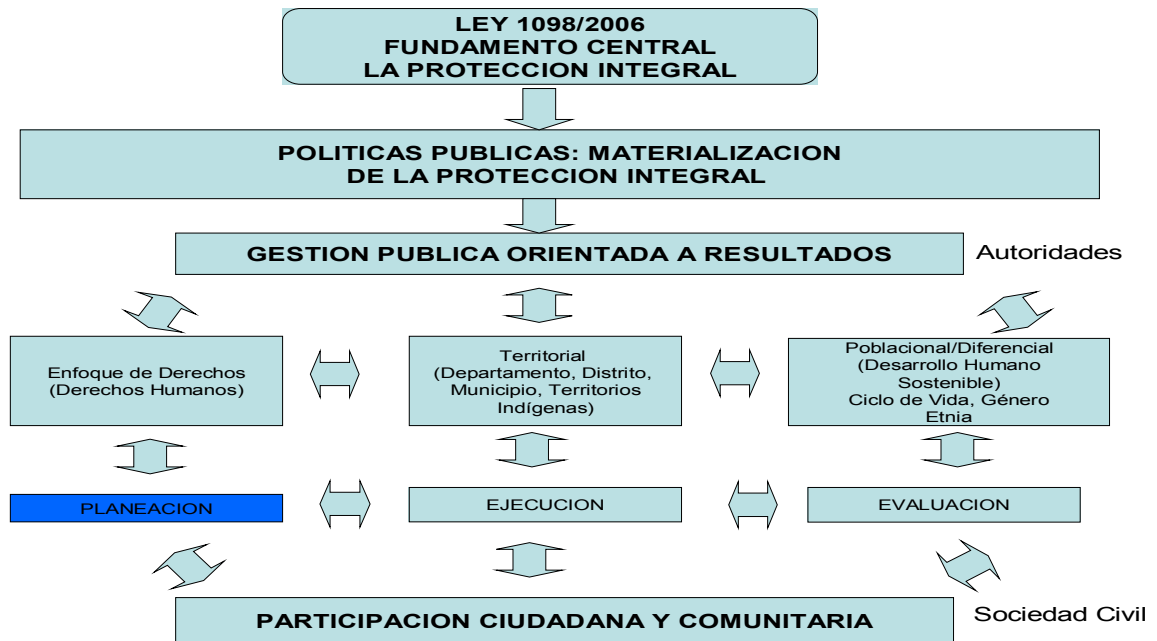 LEY 1098/2006
FUNDAMENTO CENTRAL
LA PROTECCION INTEGRAL
POLITICAS PUBLICAS: MATERIALIZACION
DE LA PROTECCION INTEGRAL
GESTION PUBLICA ORIENTADA A RESULTADOS
Autoridades
Enfoque de Derechos
(Derechos Humanos)
Territorial
(Departamento, Distrito,
Municipio, Territorios
Indígenas)
Poblacional/Diferencial
(Desarrollo Humano
Sostenible)
Ciclo de Vida, Género
Etnia
PLANEACION
EJECUCION
EVALUACION
PARTICIPACION CIUDADANA Y COMUNITARIA
Sociedad Civil